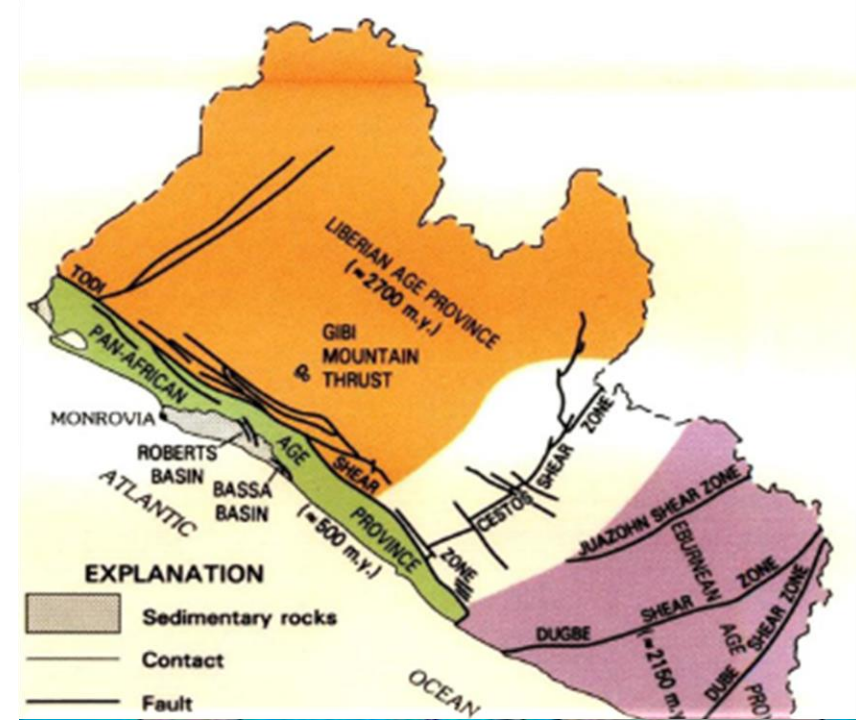 LIBERIAN AGE PROVINCE
(≈2700 m.y.)
TODI
GIBI
MOUNTAIN
THRUST
PAN-AFRICAN
MONROVIA
AGE
SHEAR
ROBERTS
BASIN
BASSA
BASIN
ATLANTIC
(≈500 m.y.)
PROVINCE
ZONE
CESTOS
SHEAR
ZONE
JUAZOHN SHEAR ZONE
EBURNEAN
AGE
PRO
(≈2150 m.y.
DUGBE
SHEAR
ZONE
DUBE
SHEAR ZONE
OCEAN
EXPLANATION
Sedimentary rocks
Contact
Fault